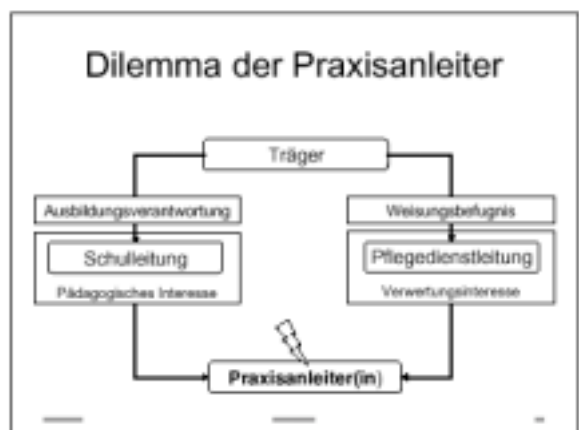 Dilemma der Praxisanleiter
Träger
Ausbildungsverantwortung
Weisungsbefugnis
Schulleitung
Pflegedienstleitung
Pädagogisches Interesse
Verwertungsinteresse
Praxisanleiter(in)